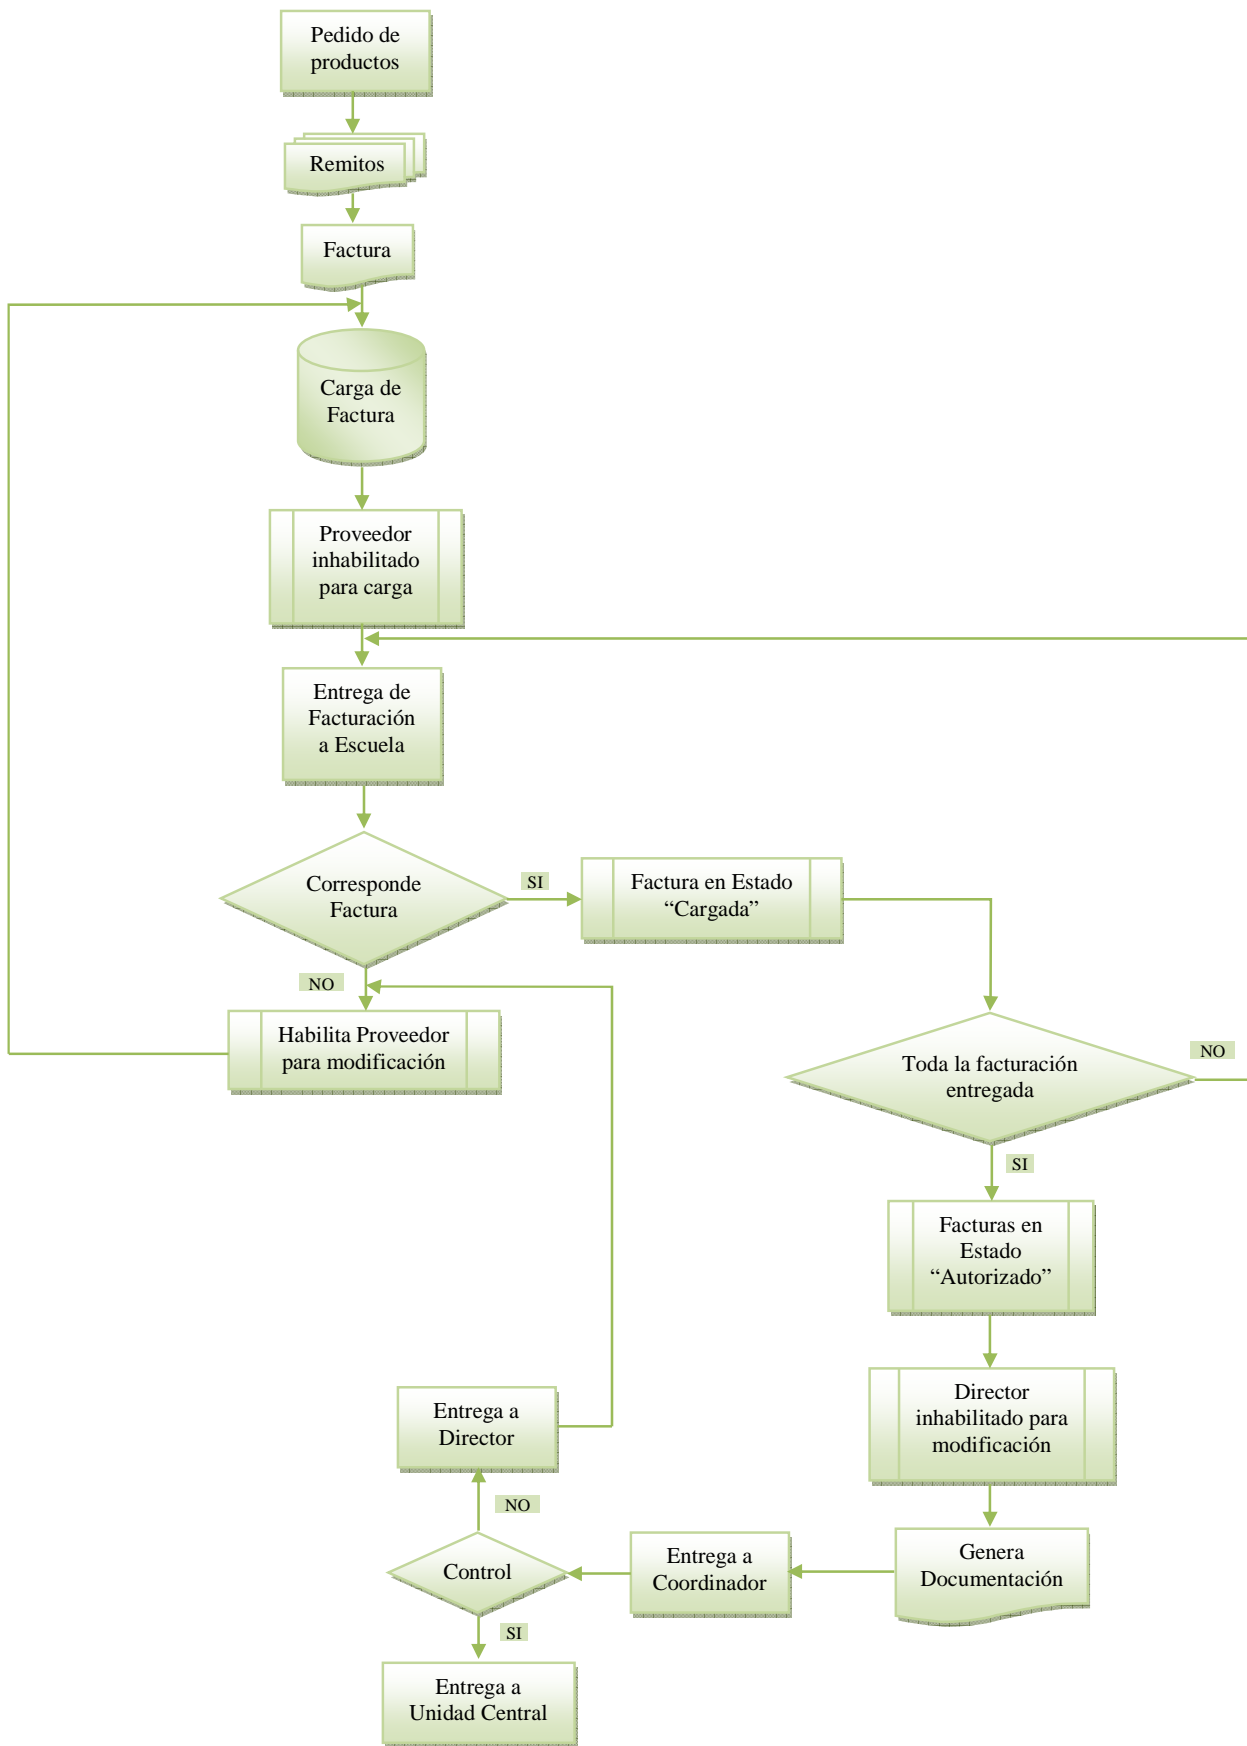 Pedido de
productos
Remitos
Factura
Carga de
Factura
Proveedor
inhabilitado
para carga
Entrega de
Facturación
a Escuela
Corresponde
Factura
SI
Factura en Estado
“Cargada”
NO
Habilita Proveedor
para modificación
Toda la facturación
entregada
NO
SI
Facturas en
Estado
“Autorizado”
Director
inhabilitado para
modificación
Genera
Documentación
Entrega a
Coordinador
Control
NO
Entrega a
Director
SI
Entrega a
Unidad Central